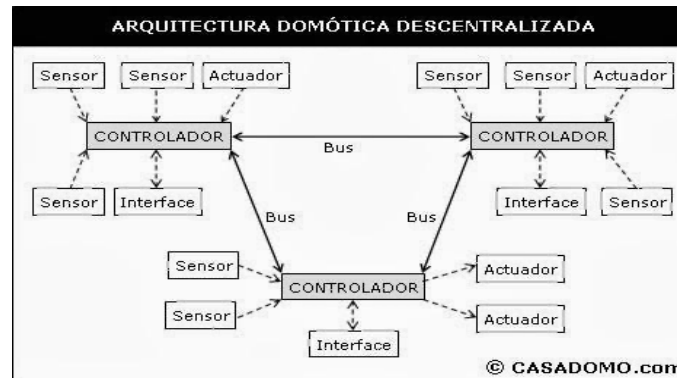 ARQUITECTURA DOMÓTICA DESCENTRALIZADA
Sensor Sensor Actuador Sensor Sensor Actuador
CONTROLADOR Bus CONTROLADOR
Sensor Interface Interface Sensor
Bus Bus
Sensor Actuador
CONTROLADOR
Sensor Actuador
Interface
© CASADOMO.com